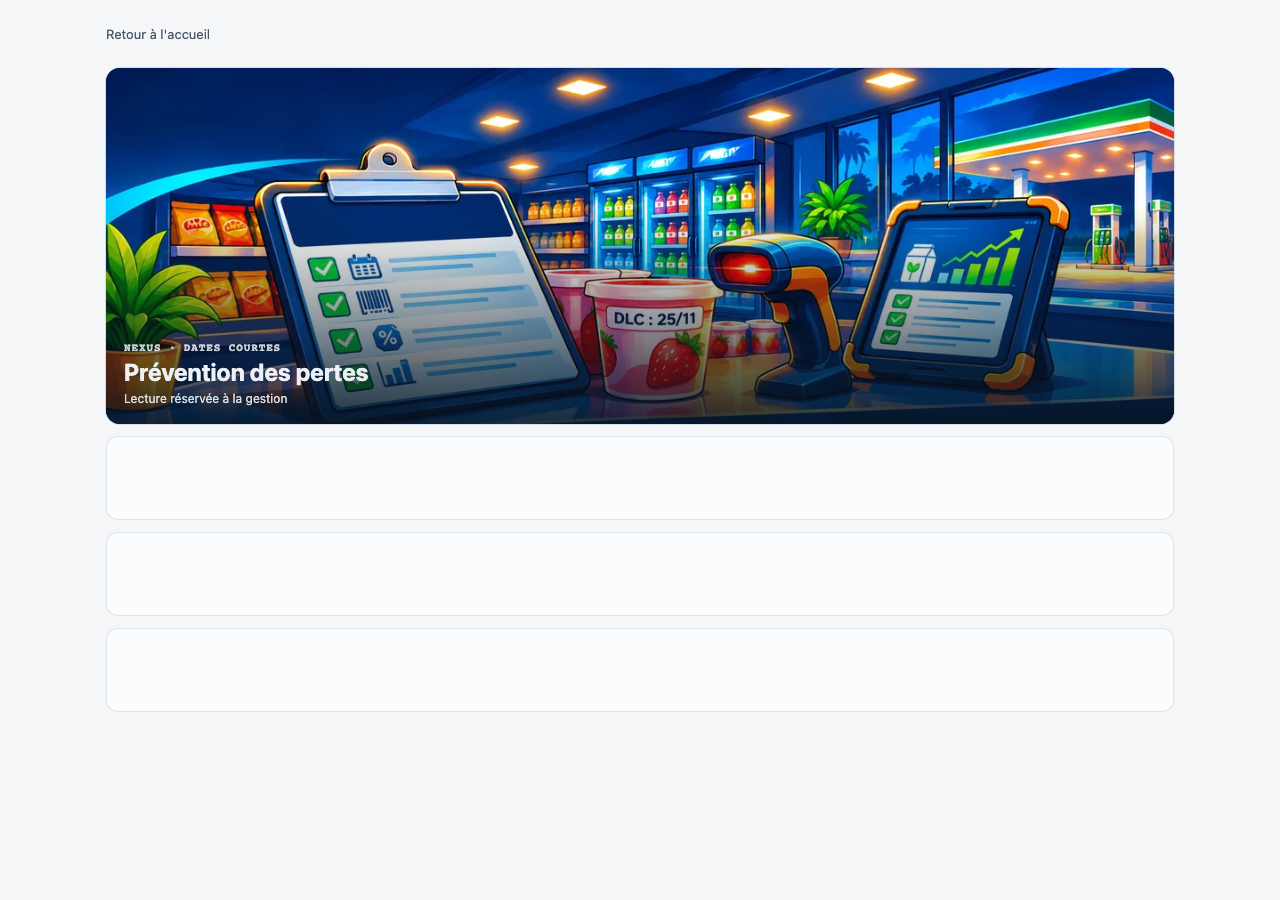 Retour à l'accueil
DLC : 25/11
NEXUS · DATES COURTES
Prévention des pertes
Lecture réservée à la gestion